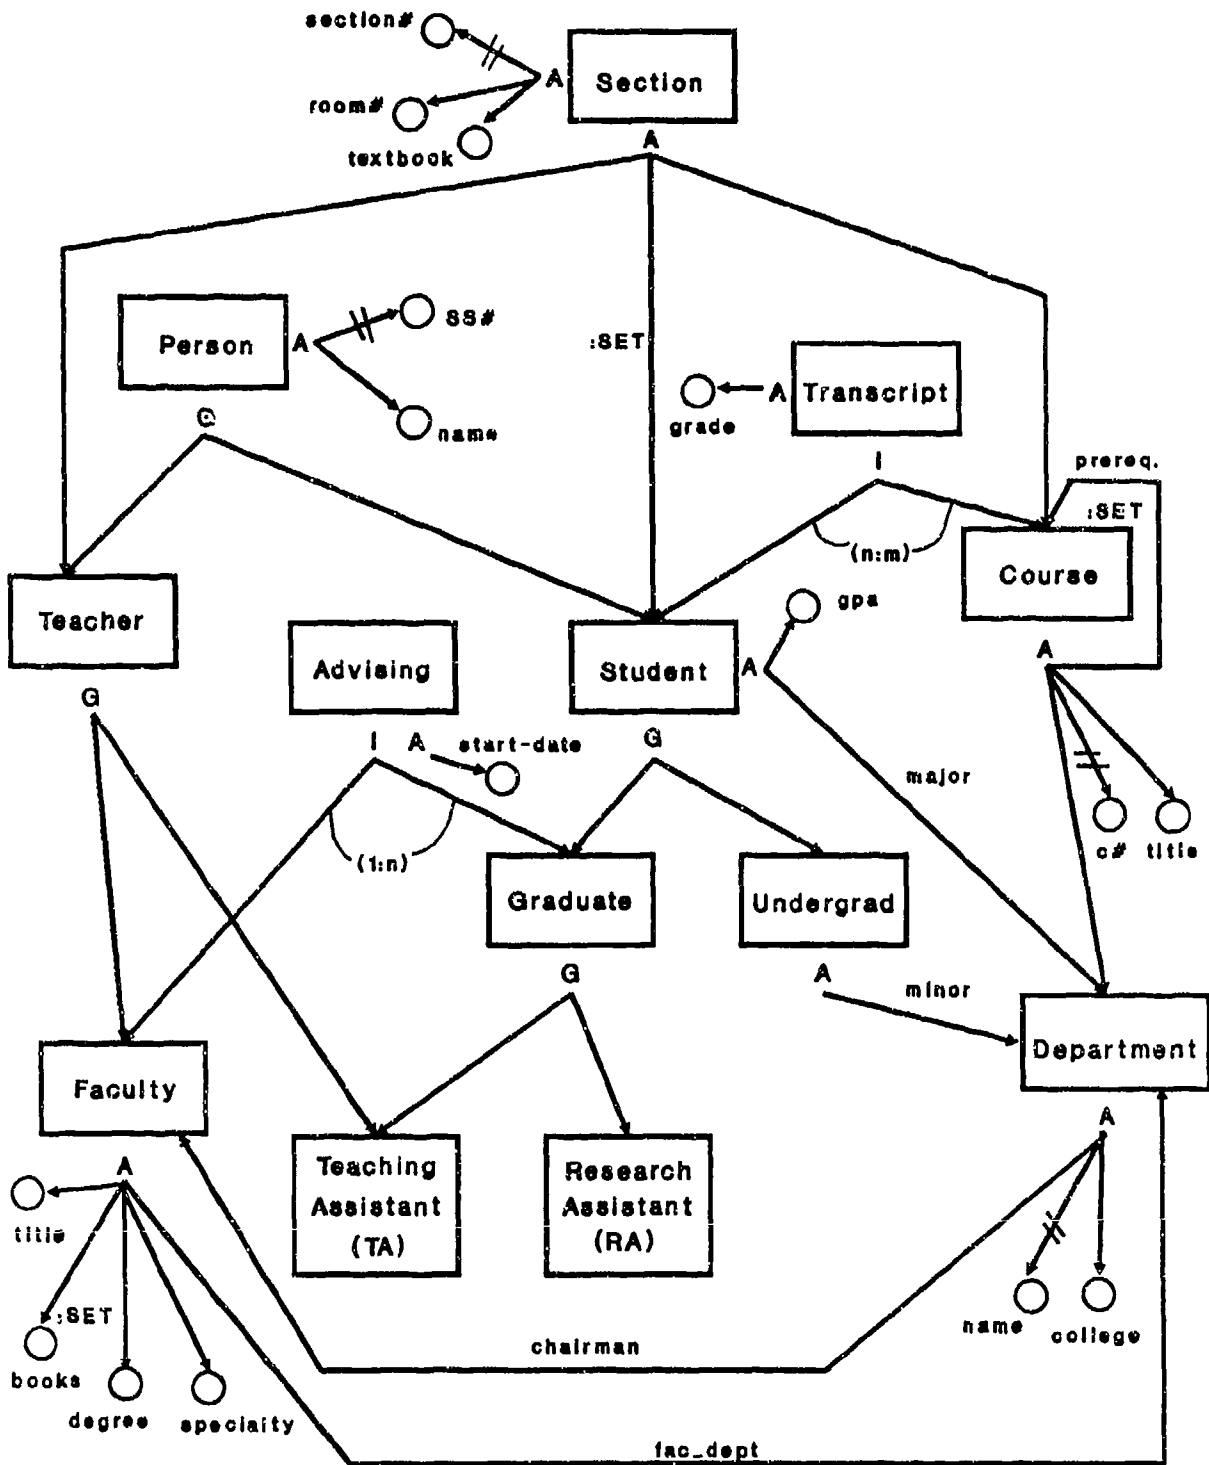 section#
A
Section
room#
textbook
A
Person
A
SS#
name
:SET
A
Transcript
grade
G
I
prereq.
:SET
(n:m)
Course
Teacher
gpa
Advising
Student
A
A
G
I
A
start-date
G
major
(1:n)
c#
title
Graduate
Undergrad
G
A
minor
Department
Faculty
A
A
Teaching
Assistant
(TA)
Research
Assistant
(RA)
title
:SET
books
degree
speciality
name
college
chairman
fac_dept